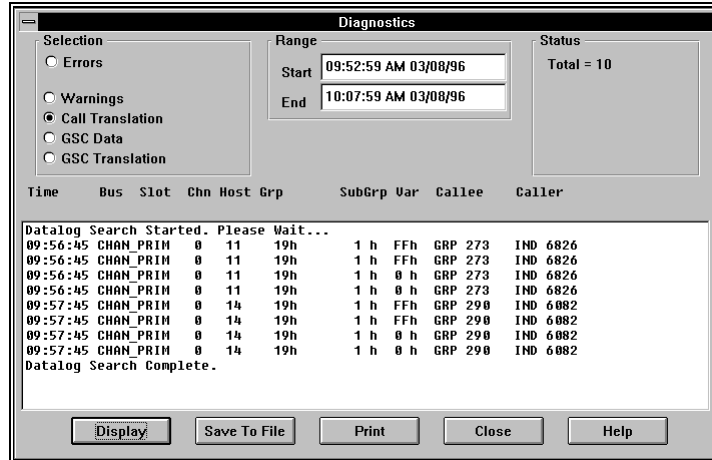 Diagnostics
Selection
Errors
Warnings
Call Translation
GSC Data
GSC Translation
Range
Start 09:52:59 AM 03/08/96
End 10:07:59 AM 03/08/96
Status
Total = 10
Time Bus Slot Chn Host Grp SubGrp Var Callee Caller
Datalog Search Started. Please Wait...
09:56:45 CHAN_PRIM 0 11 19h 1 h FFh GRP 273 IND 6826
09:56:45 CHAN_PRIM 0 11 19h 1 h FFh GRP 273 IND 6826
09:56:45 CHAN_PRIM 0 11 19h 1 h 0 h GRP 273 IND 6826
09:56:45 CHAN_PRIM 0 11 19h 1 h 0 h GRP 273 IND 6826
09:57:45 CHAN_PRIM 0 14 19h 1 h FFh GRP 290 IND 6082
09:57:45 CHAN_PRIM 0 14 19h 1 h FFh GRP 290 IND 6082
09:57:45 CHAN_PRIM 0 14 19h 1 h 0 h GRP 290 IND 6082
09:57:45 CHAN_PRIM 0 14 19h 1 h 0 h GRP 290 IND 6082
Datalog Search Complete.
Display Save To File Print Close Help